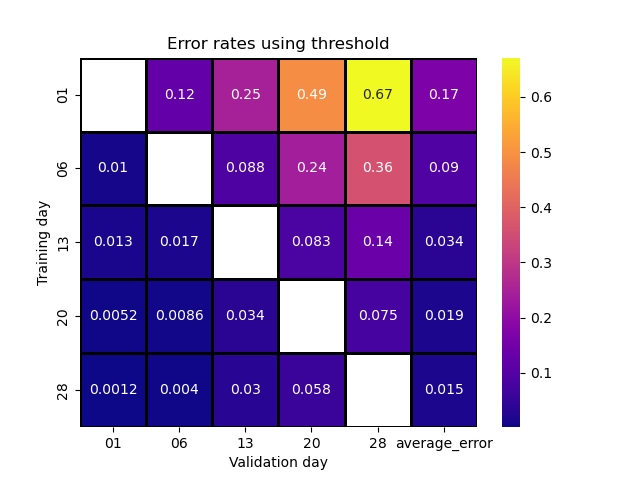 Error rates using threshold
01 0.12 0.25 0.49 0.67 0.17
06 0.01 0.088 0.24 0.36 0.09
13 0.013 0.017 0.083 0.14 0.034
20 0.0052 0.0086 0.034 0.075 0.019
28 0.0012 0.004 0.03 0.058 0.015
01 06 13 20 28 average_error
Validation day
Training day
0.6
0.5
0.4
0.3
0.2
0.1